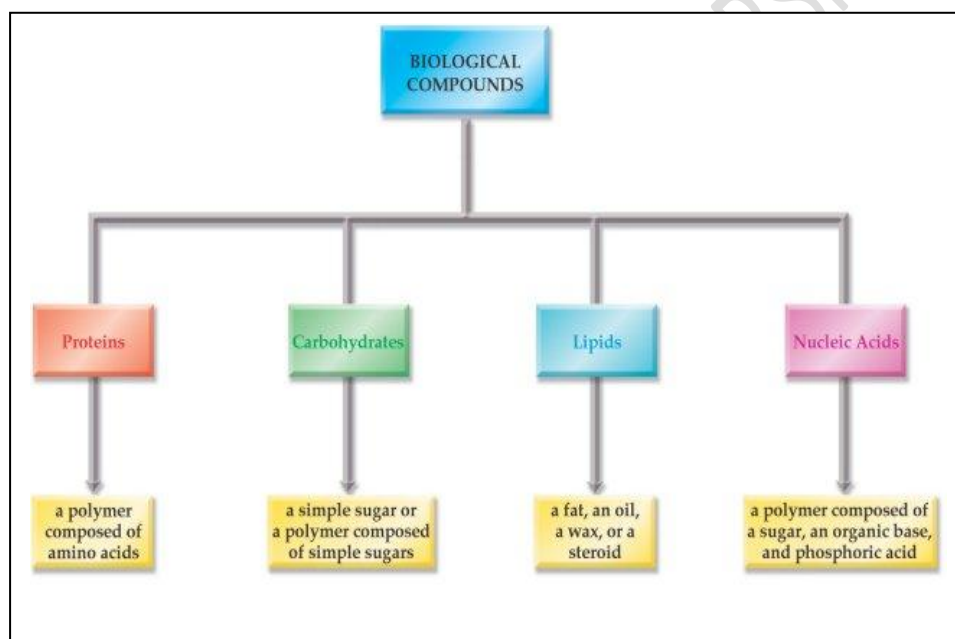 BIOLOGICAL
COMPOUNDS
Proteins
Carbohydrates
Lipids
Nucleic Acids
a polymer
composed of
amino acids
a simple sugar or
a polymer composed
of simple sugars
a fat, an oil,
a wax, or a
steroid
a polymer composed of
a sugar, an organic base,
and phosphoric acid